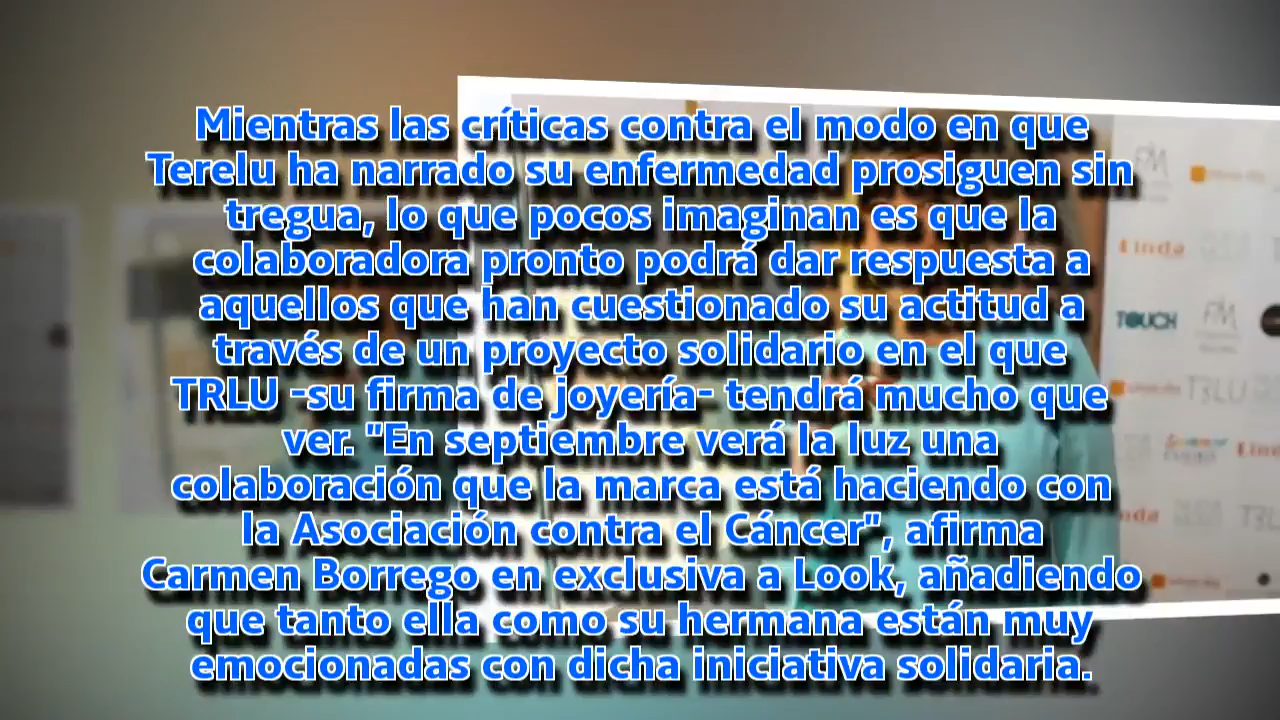 Mientras las críticas contra el modo en que
Terelu ha narrado su enfermedad prosiguen sin
tregua, lo que pocos imaginan es que la
colaboradora pronto podrá dar respuesta a
aquellos que han cuestionado su actitud a
través de un proyecto solidario en el que
TRLU -su firma de joyería- tendrá mucho que
ver. "En septiembre verá la luz una
colaboración que la marca está haciendo con
la Asociación contra el Cáncer", afirma
Carmen Borrego en exclusiva a Look, añadiendo
que tanto ella como su hermana están muy
emocionadas con dicha iniciativa solidaria.
Linda
TOUCH